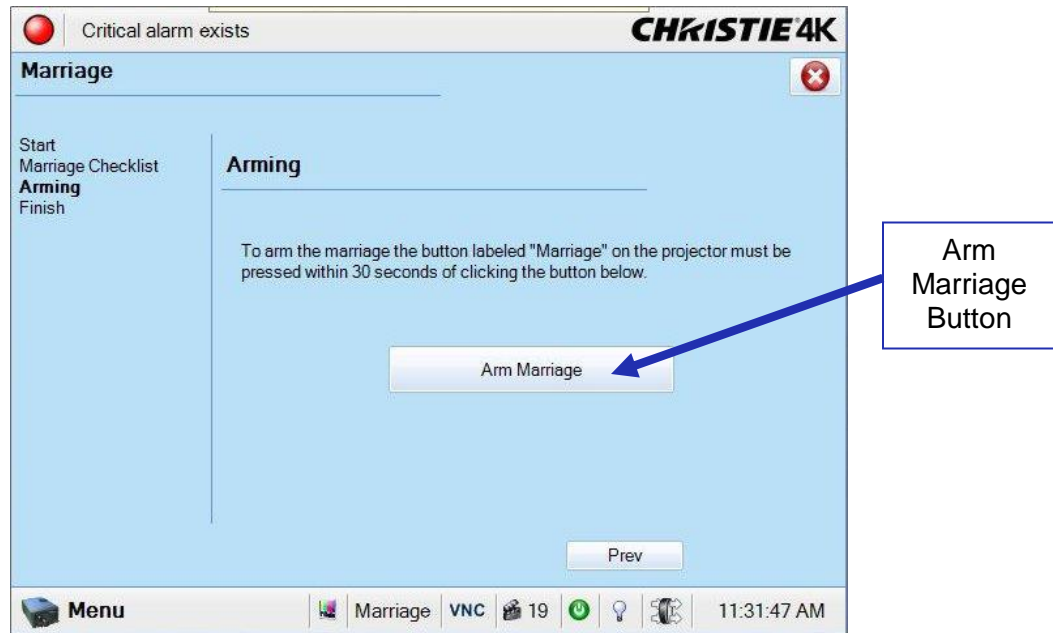 Critical alarm exists
CHRISTIE 4K
Marriage
Start
Marriage Checklist
Arming
Finish
Arming
To arm the marriage the button labeled "Marriage" on the projector must be
pressed within 30 seconds of clicking the button below.
Arm Marriage
Prev
Menu
Marriage
VNC
19
11:31:47 AM
Arm
Marriage
Button